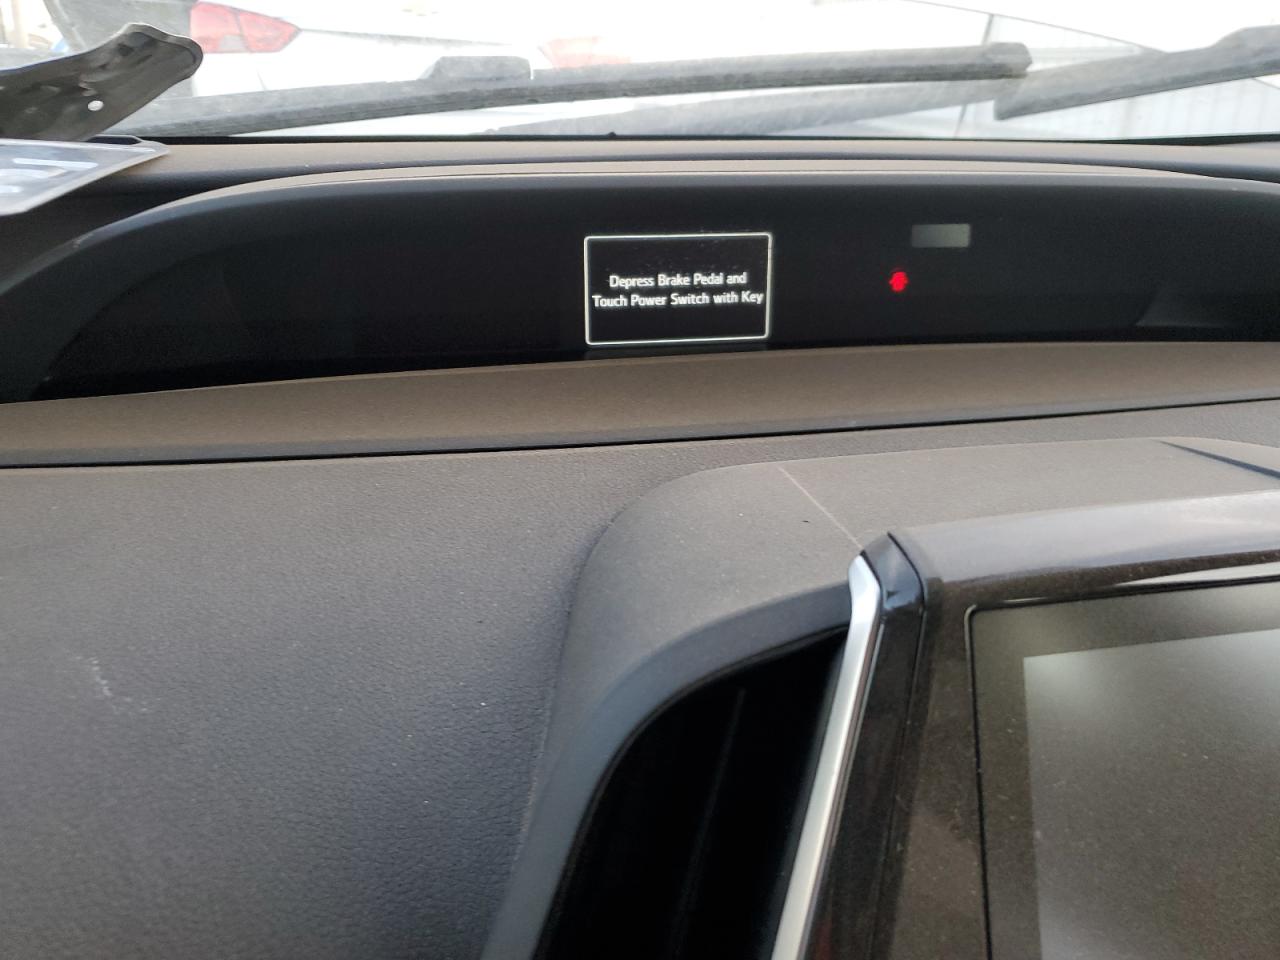 Depress Brake Pedal and
Touch Power Switch with Key